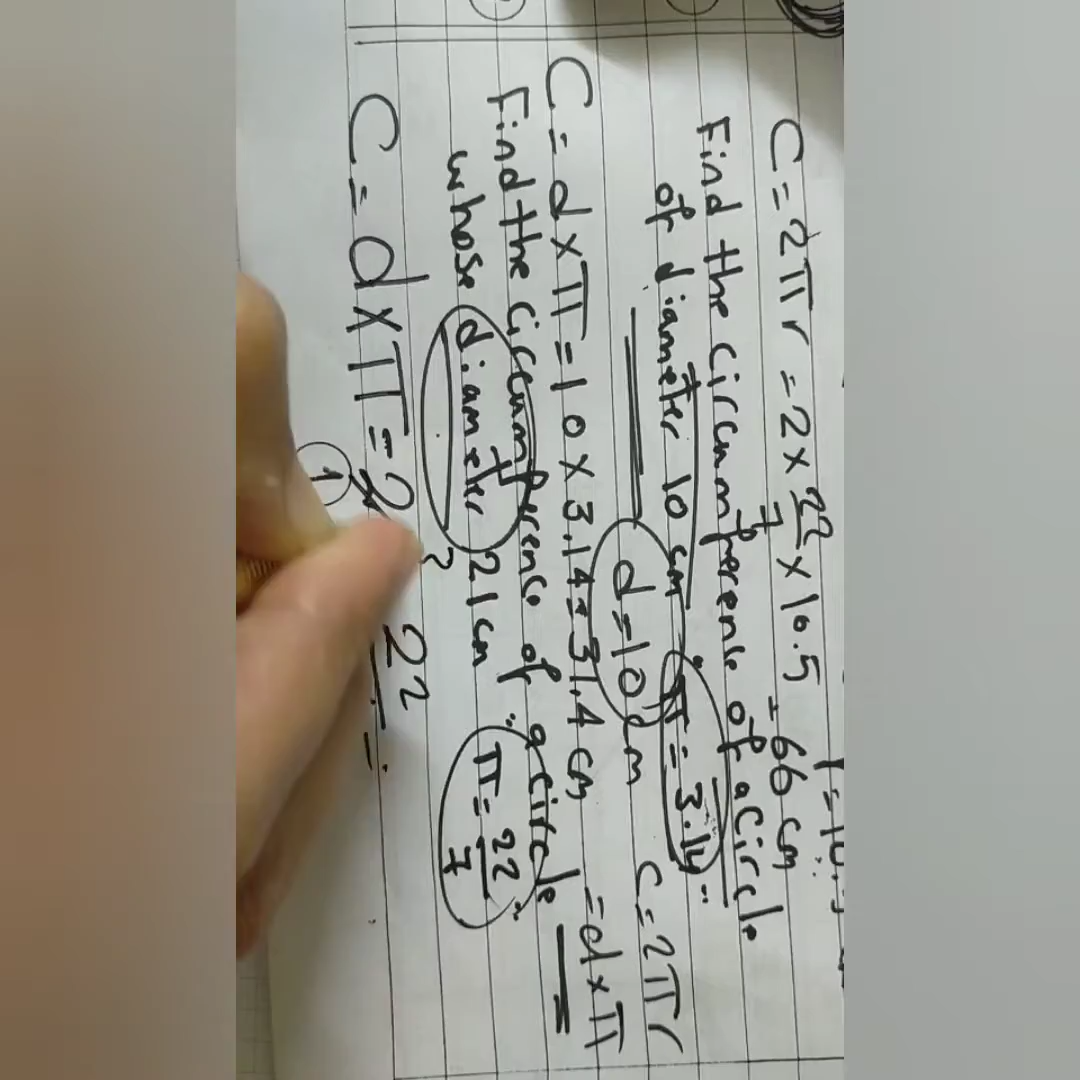 C = 2πr = 2 × 22/7 × 10.5 = 66 cm
Find the circumference of a circle
of diameter 10 cm " π = 3.14 "
d = 10 cm C = 2πr
C = d × π = 10 × 3.14 = 31.4 cm = d × π
Find the circumference of a circle
whose diameter 21 cm " π = 22/7 "
?
C = d × π = 2 22 =
1